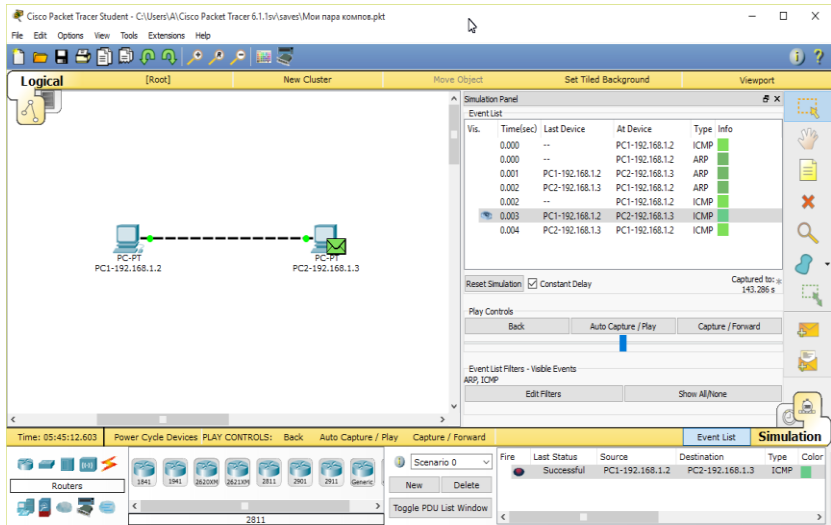 Cisco Packet Tracer Student - C:\Users\A\Cisco Packet Tracer 6.1.1sv\saves\Мои пара компов.pkt
File Edit Options View Tools Extensions Help
Logical [Root] New Cluster Move Object Set Tiled Background Viewport
Simulation Panel
Event List
Vis. Time(sec) Last Device At Device Type Info
0.000 -- PC1-192.168.1.2 ICMP
0.000 -- PC1-192.168.1.2 ARP
0.001 PC1-192.168.1.2 PC2-192.168.1.3 ARP
0.002 PC2-192.168.1.3 PC1-192.168.1.2 ARP
0.002 -- PC1-192.168.1.2 ICMP
0.003 PC1-192.168.1.2 PC2-192.168.1.3 ICMP
0.004 PC2-192.168.1.3 PC1-192.168.1.2 ICMP
PC-PT
PC1-192.168.1.2
PC-PT
PC2-192.168.1.3
Reset Simulation Constant Delay Captured to: *
143.286 s
Play Controls
Back Auto Capture / Play Capture / Forward
Event List Filters - Visible Events
ARP, ICMP
Edit Filters Show All/None
Time: 05:45:12.603 Power Cycle Devices PLAY CONTROLS: Back Auto Capture / Play Capture / Forward Event List Simulation
Routers
1841 1941 2620XM 2621XM 2811 2901 2911 Generic
2811
Scenario 0
New Delete
Toggle PDU List Window
Fire Last Status Source Destination Type Color
Successful PC1-192.168.1.2 PC2-192.168.1.3 ICMP